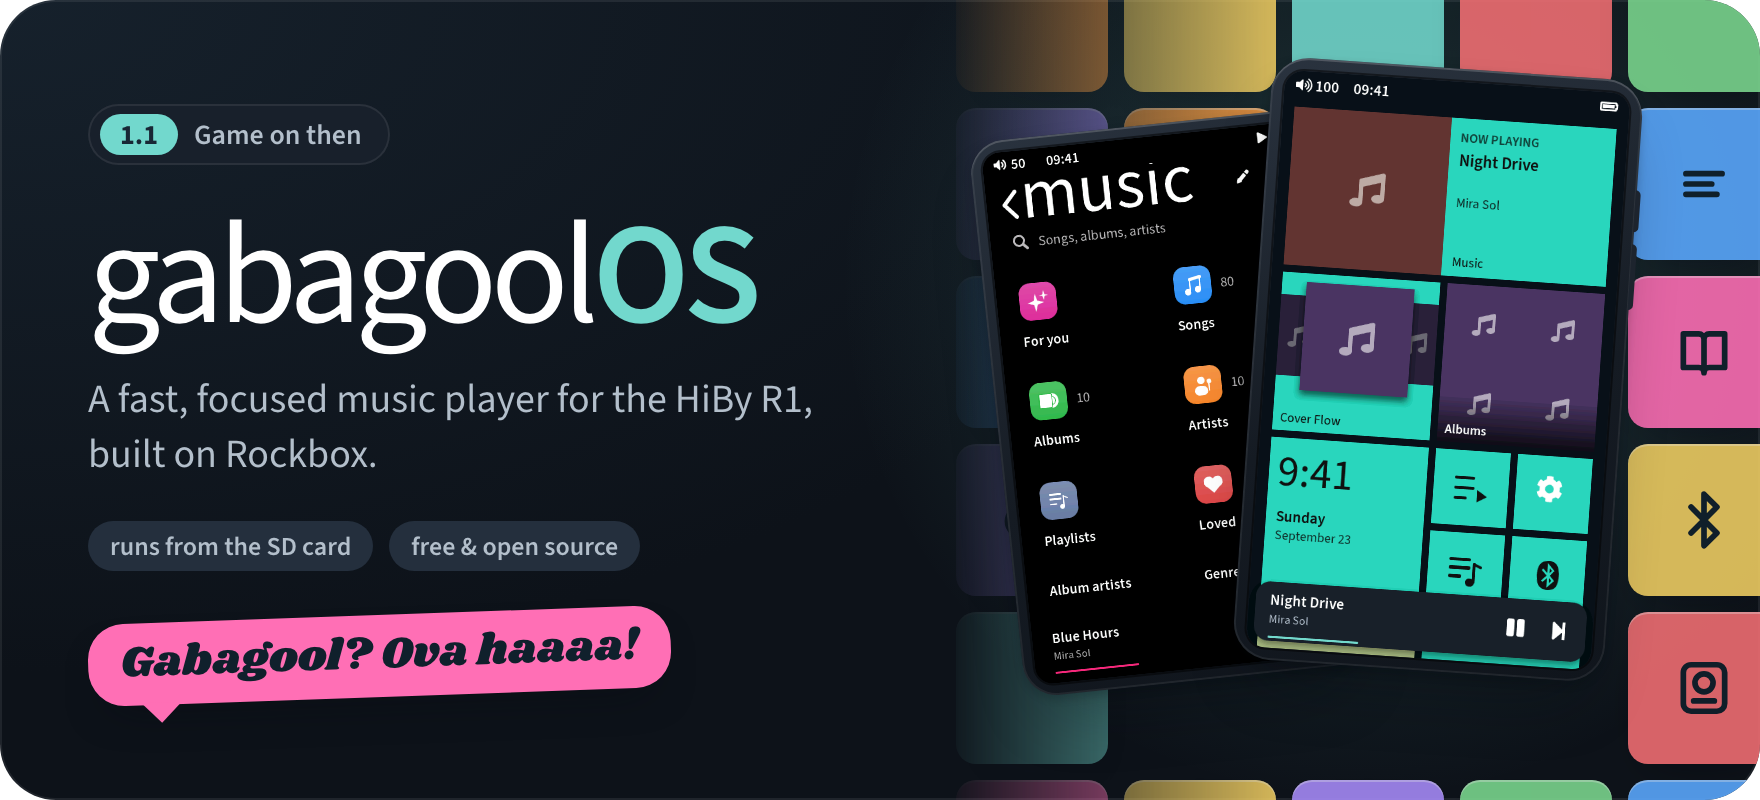 1.1 Game on then
gabagoolOS
A fast, focused music player for the HiBy R1,
built on Rockbox.
runs from the SD card
free & open source
Gabagool? Ova haaaa!
50 09:41
music
Songs, albums, artists
For you
80
Songs
10
Albums
10
Artists
Playlists
Loved
Album artists
Genre
Blue Hours
Mira Sol
100 09:41
NOW PLAYING
Night Drive
Mira Sol
Music
Cover Flow
Albums
9:41
Sunday
September 23
Night Drive
Mira Sol